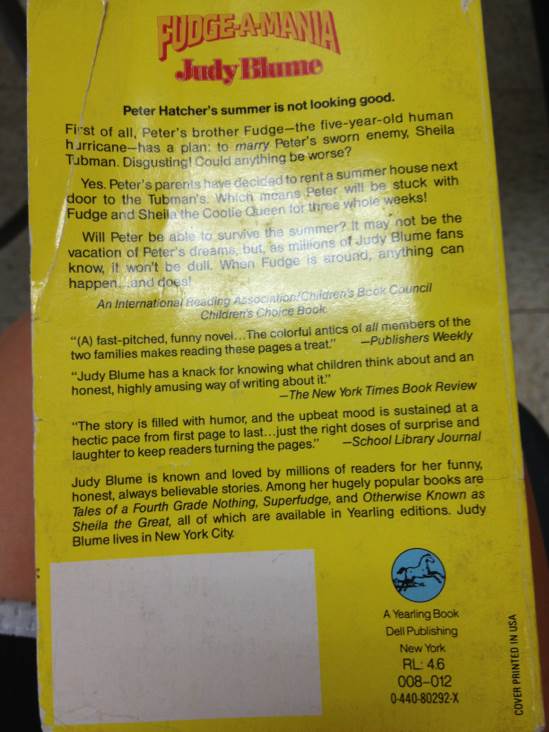 FUDGE-A-MANIA
Judy Blume
Peter Hatcher's summer is not looking good.
First of all, Peter's brother Fudge—the five-year-old human
hurricane—has a plan: to marry Peter's sworn enemy, Sheila
Tubman. Disgusting! Could anything be worse?
Yes. Peter's parents have decided to rent a summer house next
door to the Tubman's. Which means Peter will be stuck with
Fudge and Sheila the Cootie Queen for three whole weeks!
Will Peter be able to survive the summer? It may not be the
vacation of Peter's dreams, but, as millions of Judy Blume fans
know, it won't be dull. When Fudge is around, anything can
happen...and does!
An International Reading Association/Children's Book Council
Children's Choice Book
"(A) fast-pitched, funny novel...The colorful antics of all members of the
two families makes reading these pages a treat." —Publishers Weekly
"Judy Blume has a knack for knowing what children think about and an
honest, highly amusing way of writing about it."
—The New York Times Book Review
"The story is filled with humor, and the upbeat mood is sustained at a
hectic pace from first page to last...just the right doses of surprise and
laughter to keep readers turning the pages." —School Library Journal
Judy Blume is known and loved by millions of readers for her funny,
honest, always believable stories. Among her hugely popular books are
Tales of a Fourth Grade Nothing, Superfudge, and Otherwise Known as
Sheila the Great, all of which are available in Yearling editions. Judy
Blume lives in New York City.
A Yearling Book
Dell Publishing
New York
RL: 4.6
008-012
0-440-80292-X
COVER PRINTED IN USA